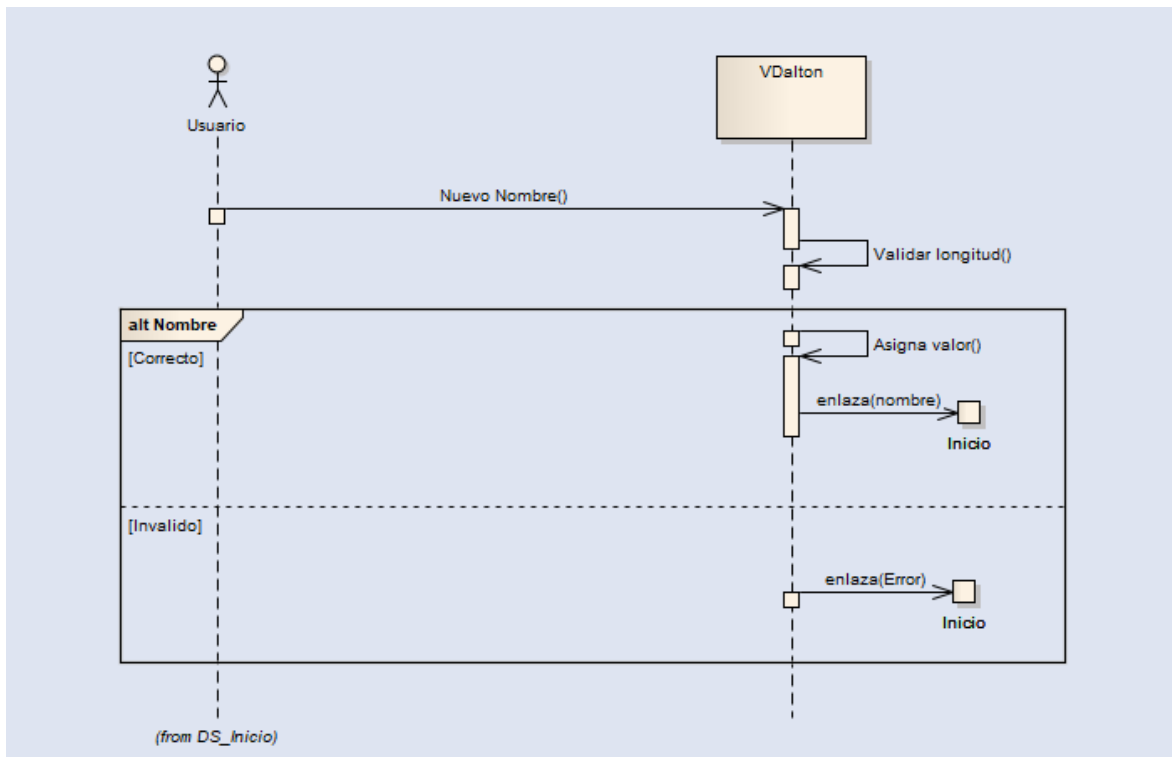 Usuario
VDalton
Nuevo Nombre()
Validar longitud()
alt Nombre
[Correcto]
Asigna valor()
enlaza(nombre)
Inicio
[Invalido]
enlaza(Error)
Inicio
(from DS_Inicio)